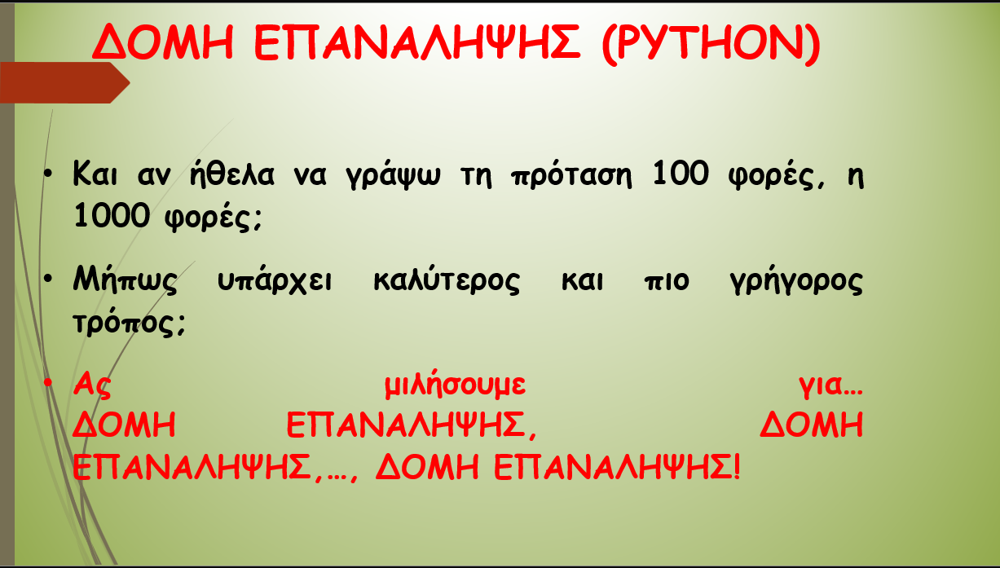 ΔΟΜΗ ΕΠΑΝΑΛΗΨΗΣ (PYTHON)
• Και αν ήθελα να γράψω τη πρόταση 100 φορές, η
1000 φορές;
• Μήπως υπάρχει καλύτερος και πιο γρήγορος
τρόπος;
• Ας μιλήσουμε για…
ΔΟΜΗ ΕΠΑΝΑΛΗΨΗΣ, ΔΟΜΗ
ΕΠΑΝΑΛΗΨΗΣ,…, ΔΟΜΗ ΕΠΑΝΑΛΗΨΗΣ!